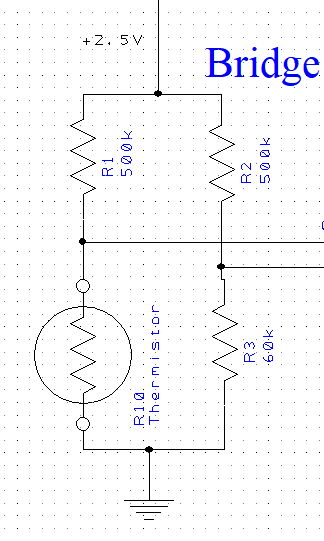 +2.5V
Bridge
R1
500k
R2
500k
R3
60k
R10
Thermistor